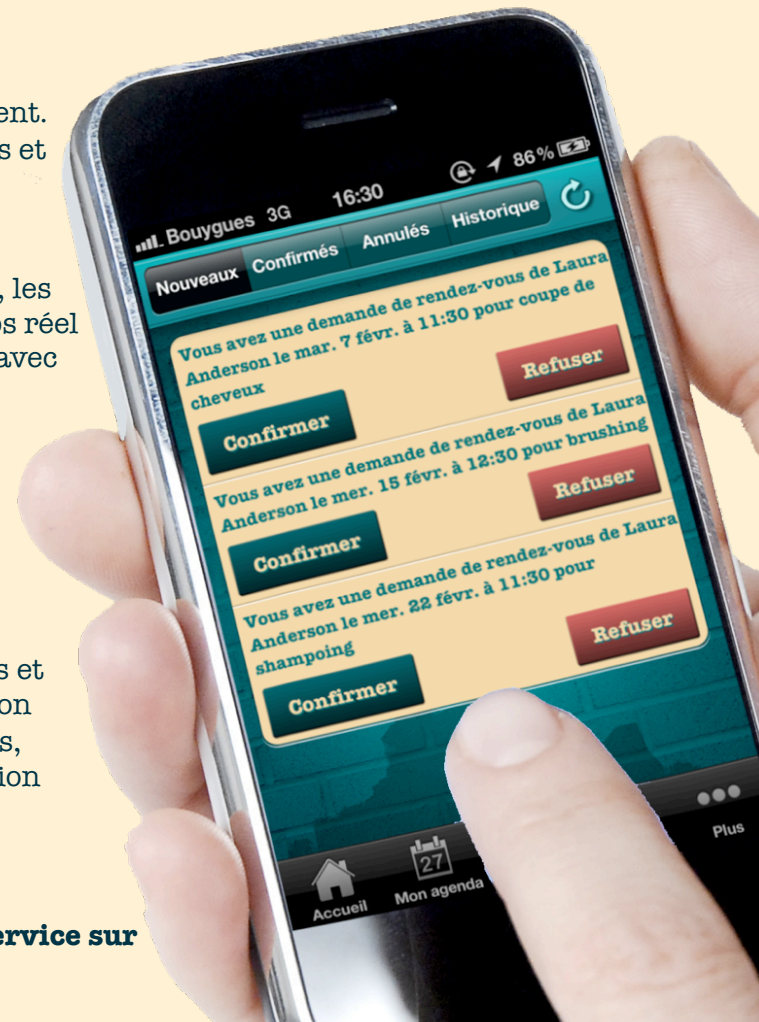 ent.
s et
, les
os réel
avec
s et
on
s,
ion
ervice sur
Bouygues 3G 16:30 86%
Nouveaux Confirmés Annulés Historique
Vous avez une demande de rendez-vous de Laura
Anderson le mar. 7 févr. à 11:30 pour coupe de
cheveux
Confirmer Refuser
Vous avez une demande de rendez-vous de Laura
Anderson le mer. 15 févr. à 12:30 pour brushing
Confirmer Refuser
Vous avez une demande de rendez-vous de Laura
Anderson le mer. 22 févr. à 11:30 pour
shampoing
Confirmer Refuser
27
Accueil Mon agenda Plus